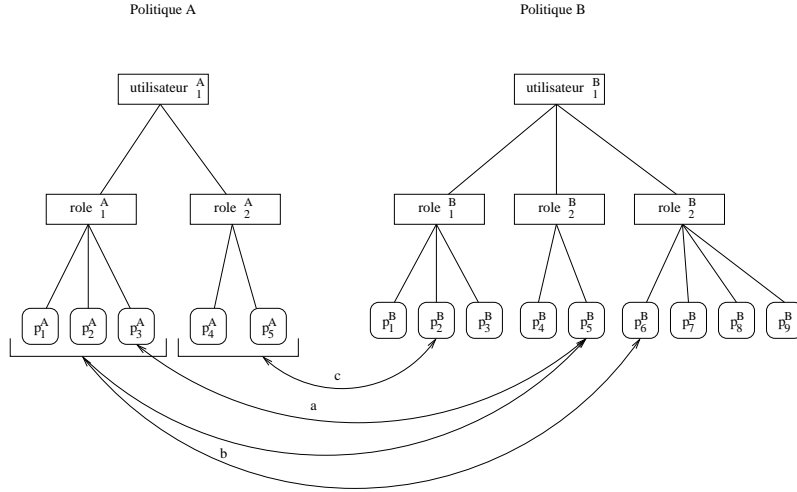 Politique A
Politique B
utilisateur A 1
utilisateur B 1
role A 1
role A 2
role B 1
role B 2
role B 2
p A 1
p A 2
p A 3
p A 4
p A 5
p B 1
p B 2
p B 3
p B 4
p B 5
p B 6
p B 7
p B 8
p B 9
c
a
b